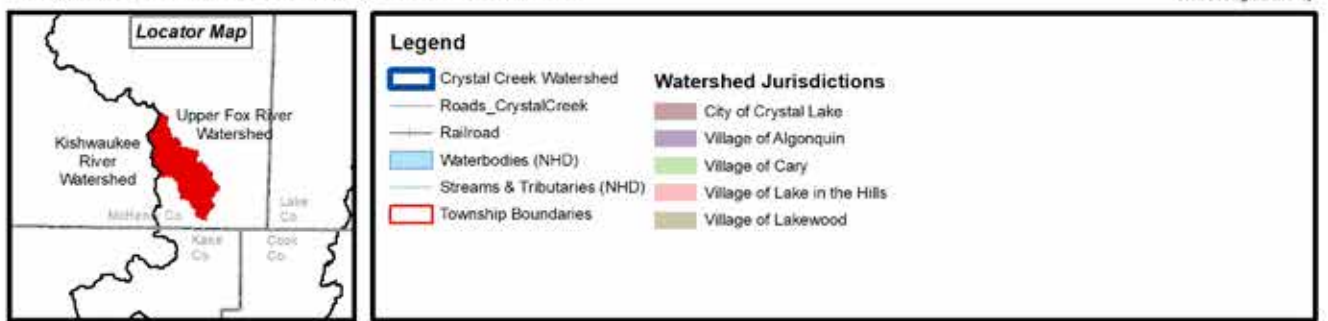 Locator Map
Upper Fox River
Watershed
Kishwaukee
River
Watershed
McHenry Co.
Lake
Co.
Kane
Co.
Cook
Co.
Legend
Crystal Creek Watershed
Roads_CrystalCreek
Railroad
Waterbodies (NHD)
Streams & Tributaries (NHD)
Township Boundaries
Watershed Jurisdictions
City of Crystal Lake
Village of Algonquin
Village of Cary
Village of Lake in the Hills
Village of Lakewood